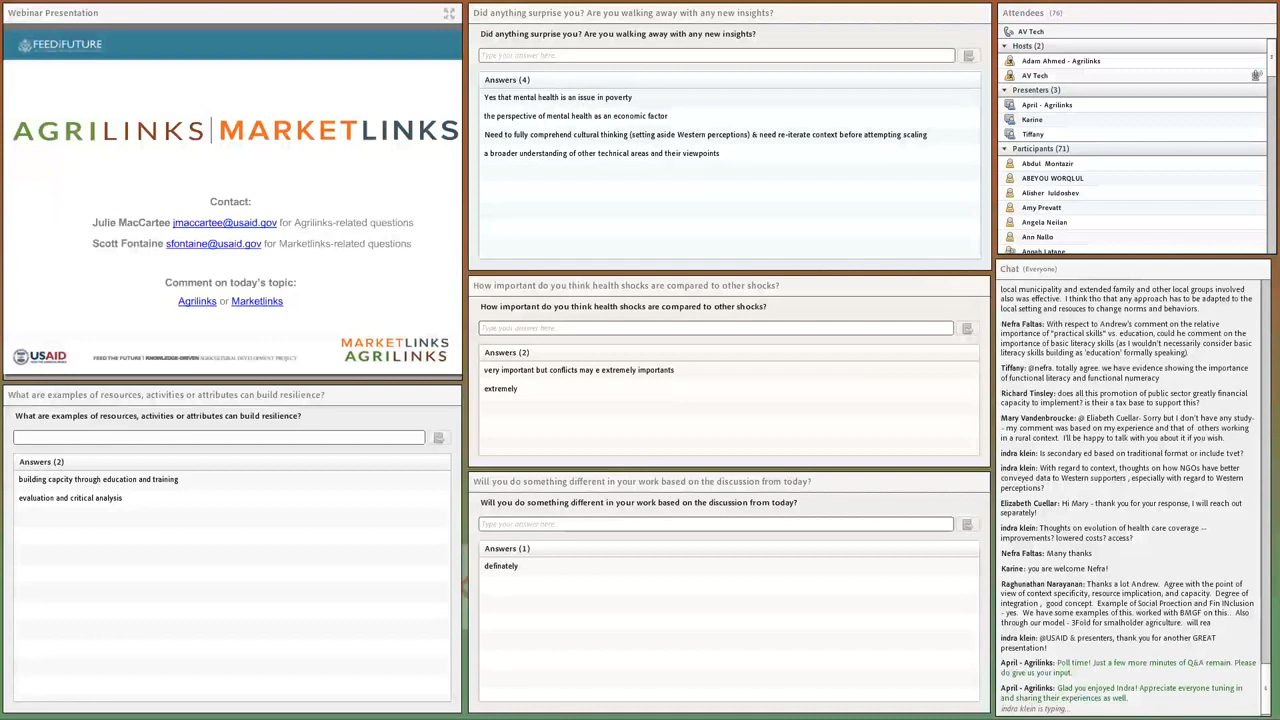 Webinar Presentation
FEED the FUTURE
AGRILINKS | MARKETLINKS
Contact:
Julie MacCartee jmaccartee@usaid.gov for Agrilinks-related questions
Scott Fontaine sfontaine@usaid.gov for Marketlinks-related questions
Comment on today's topic:
Agrilinks or Marketlinks
USAID
FEED THE FUTURE KNOWLEDGE-DRIVEN AGRICULTURAL DEVELOPMENT PROJECT
MARKETLINKS
AGRILINKS
What are examples of resources, activities or attributes can build resilience?
What are examples of resources, activities or attributes can build resilience?
Answers (2)
building capcity through education and training
evaluation and critical analysis
Did anything surprise you? Are you walking away with any new insights?
Did anything surprise you? Are you walking away with any new insights?
Type your answer here.
Answers (4)
Yes that mental health is an issue in poverty
the perspective of mental health as an economic factor
Need to fully comprehend cultural thinking (setting aside Western perceptions) & need re-iterate context before attempting scaling
a broader understanding of other technical areas and their viewpoints
How important do you think health shocks are compared to other shocks?
How important do you think health shocks are compared to other shocks?
Type your answer here.
Answers (2)
very important but conflicts may e extremely importants
extremely
Will you do something different in your work based on the discussion from today?
Will you do something different in your work based on the discussion from today?
Type your answer here.
Answers (1)
definately
Attendees (76)
AV Tech
Hosts (2)
Adam Ahmed - Agrilinks
AV Tech
Presenters (3)
April - Agrilinks
Karine
Tiffany
Participants (71)
Abdul Montazir
ABEYOU WORQLUL
Alisher Iuldoshev
Amy Prevatt
Angela Neilan
Ann Nallo
Anneh Latane
Chat (Everyone)
local municipality and extended family and other local groups involved
also was effective. I think tho that any approach has to be adapted to the
local setting and resouces to change norms and behaviors.
Nefra Faltas: With respect to Andrew's comment on the relative
importance of "practical skills" vs. education, could be comment on the
importance of basic literacy skills (as I wouldn't necessarily consider basic
literacy skills building as 'education' formally speaking).
Tiffany: @nefra. totally agree. we have evidence showing the importance
of functional literacy and functional numeracy
Richard Tinsley: does all this promotion of public sector greatly financial
capacity to implement? is their a tax base to support this?
Mary Vandenbroucke: @ Eliabeth Cuellar- Sorry but I don't have any study-
- my comment was based on my experience and that of others working
in a rural context. I'll be happy to talk with you about it if you wish.
indra klein: Is secondary ed based on traditional format or include tvet?
indra klein: With regard to context, thoughts on how NGOs have better
conveyed data to Western supporters , especially with regard to Western
perceptions?
Elizabeth Cuellar: Hi Mary - thank you for your response, I will reach out
separately!
indra klein: Thoughts on evolution of health care coverage --
improvements? lowered costs? access?
Nefra Faltas: Many thanks
Karine: you are welcome Nefra!
Raghunathan Narayanan: Thanks a lot Andrew. Agree with the point of
view of context specificity, resource implication, and capacity. Degree of
integration , good concept. Example of Social Proection and Fin INclusion
- yes. We have some examples of this. worked with BMGF on this.. Also
through our model - 3Fold for smalholder agriculture. will rea
indra klein: @USAID & presenters, thank you for another GREAT
presentation!
April - Agrilinks: Poll time! Just a few more minutes of Q&A remain. Please
do give us your input.
April - Agrilinks: Glad you enjoyed Indra! Appreciate everyone tuning in
and sharing their experiences as well.
indra klein is typing...